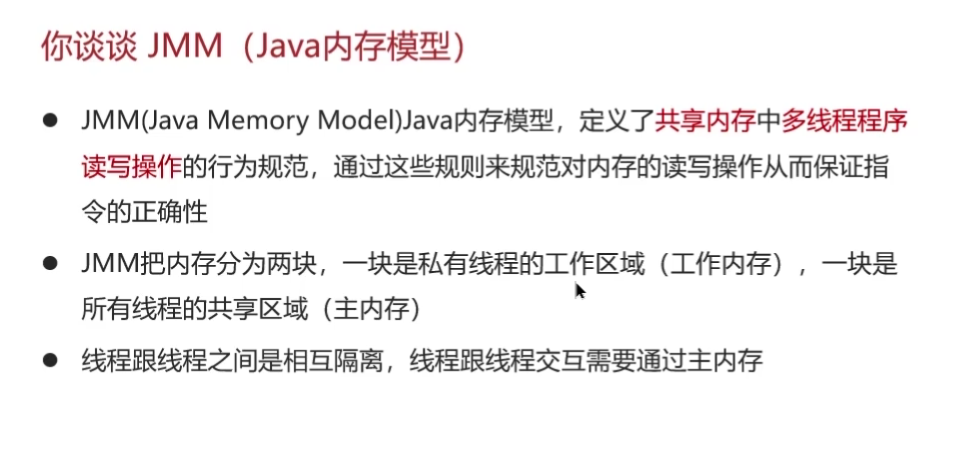 你谈谈 JMM（Java内存模型）
● JMM(Java Memory Model)Java内存模型，定义了共享内存中多线程程序
读写操作的行为规范，通过这些规则来规范对内存的读写操作从而保证指
令的正确性
● JMM把内存分为两块，一块是私有线程的工作区域（工作内存），一块是
所有线程的共享区域（主内存）
● 线程跟线程之间是相互隔离，线程跟线程交互需要通过主内存